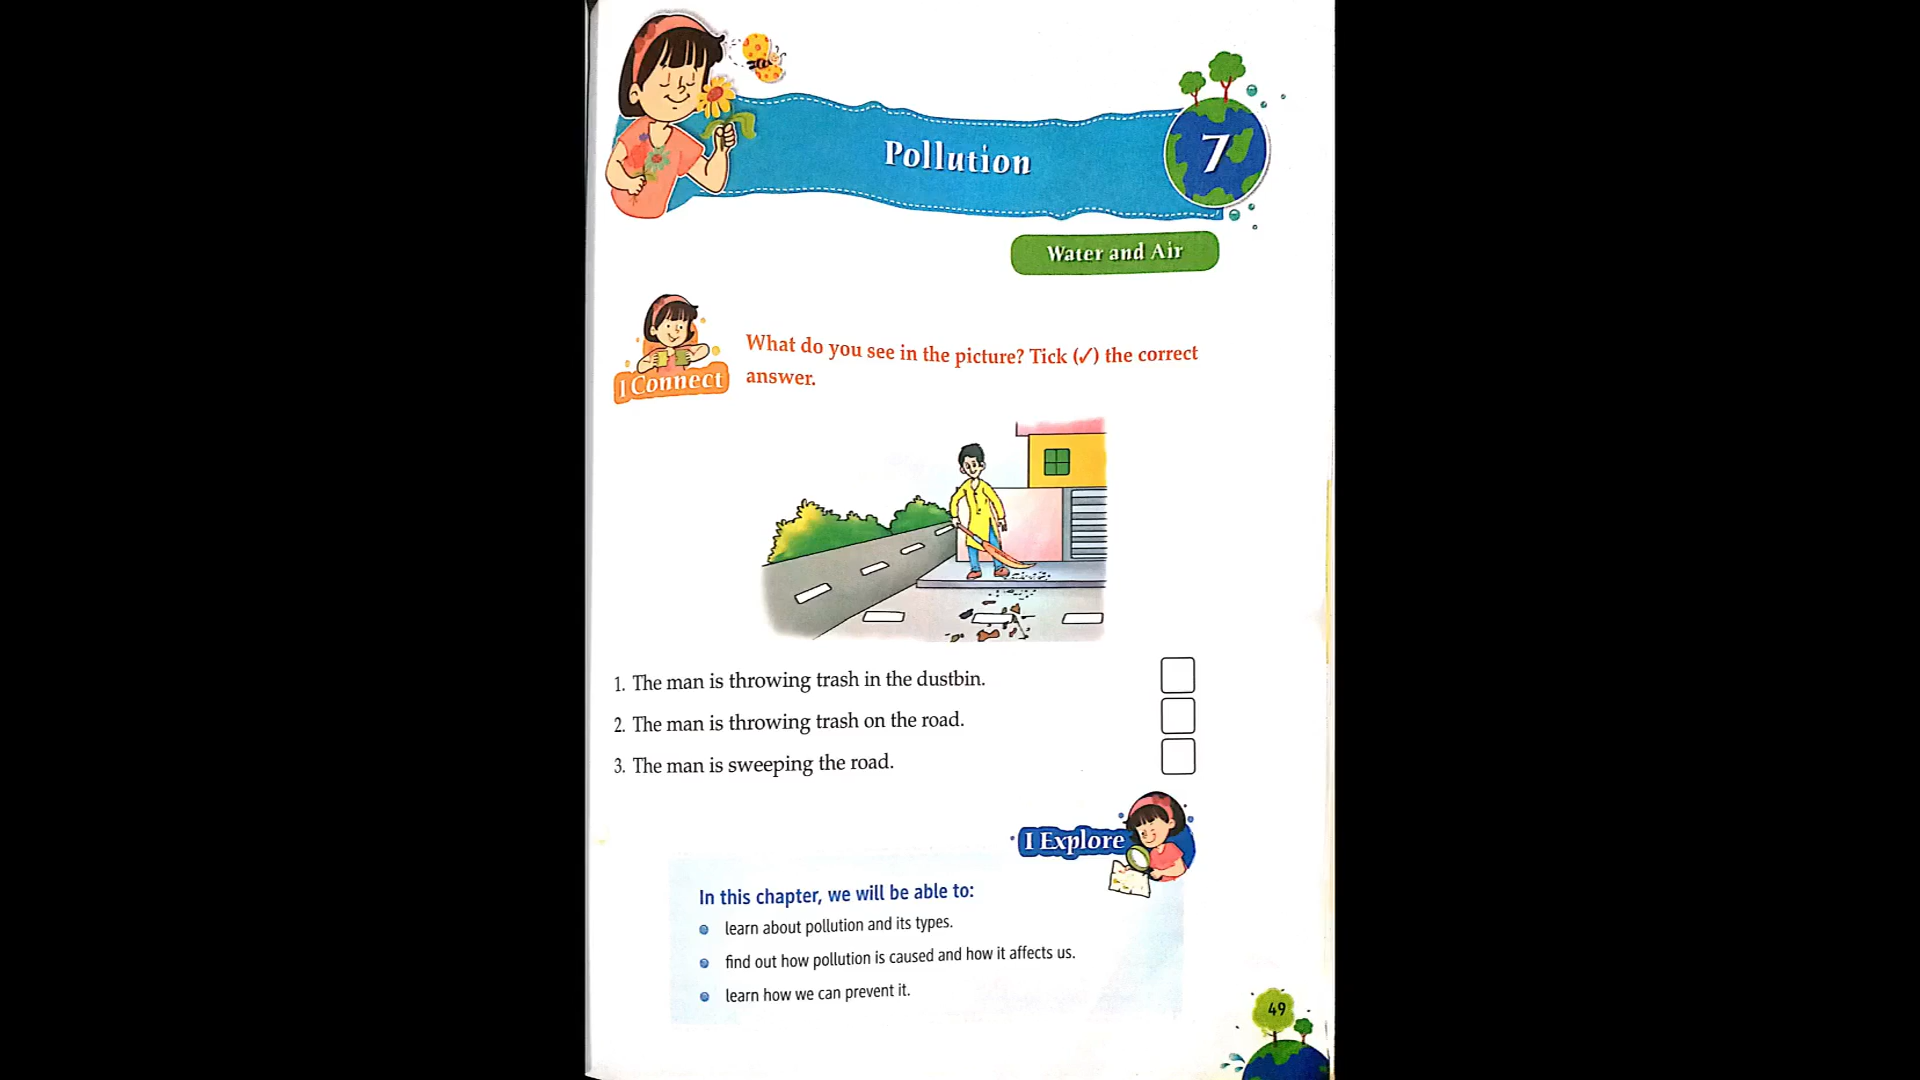 Pollution
7
Water and Air
I Connect
What do you see in the picture? Tick (✓) the correct
answer.
1. The man is throwing trash in the dustbin.
2. The man is throwing trash on the road.
3. The man is sweeping the road.
I Explore
In this chapter, we will be able to:
learn about pollution and its types.
find out how pollution is caused and how it affects us.
learn how we can prevent it.
49